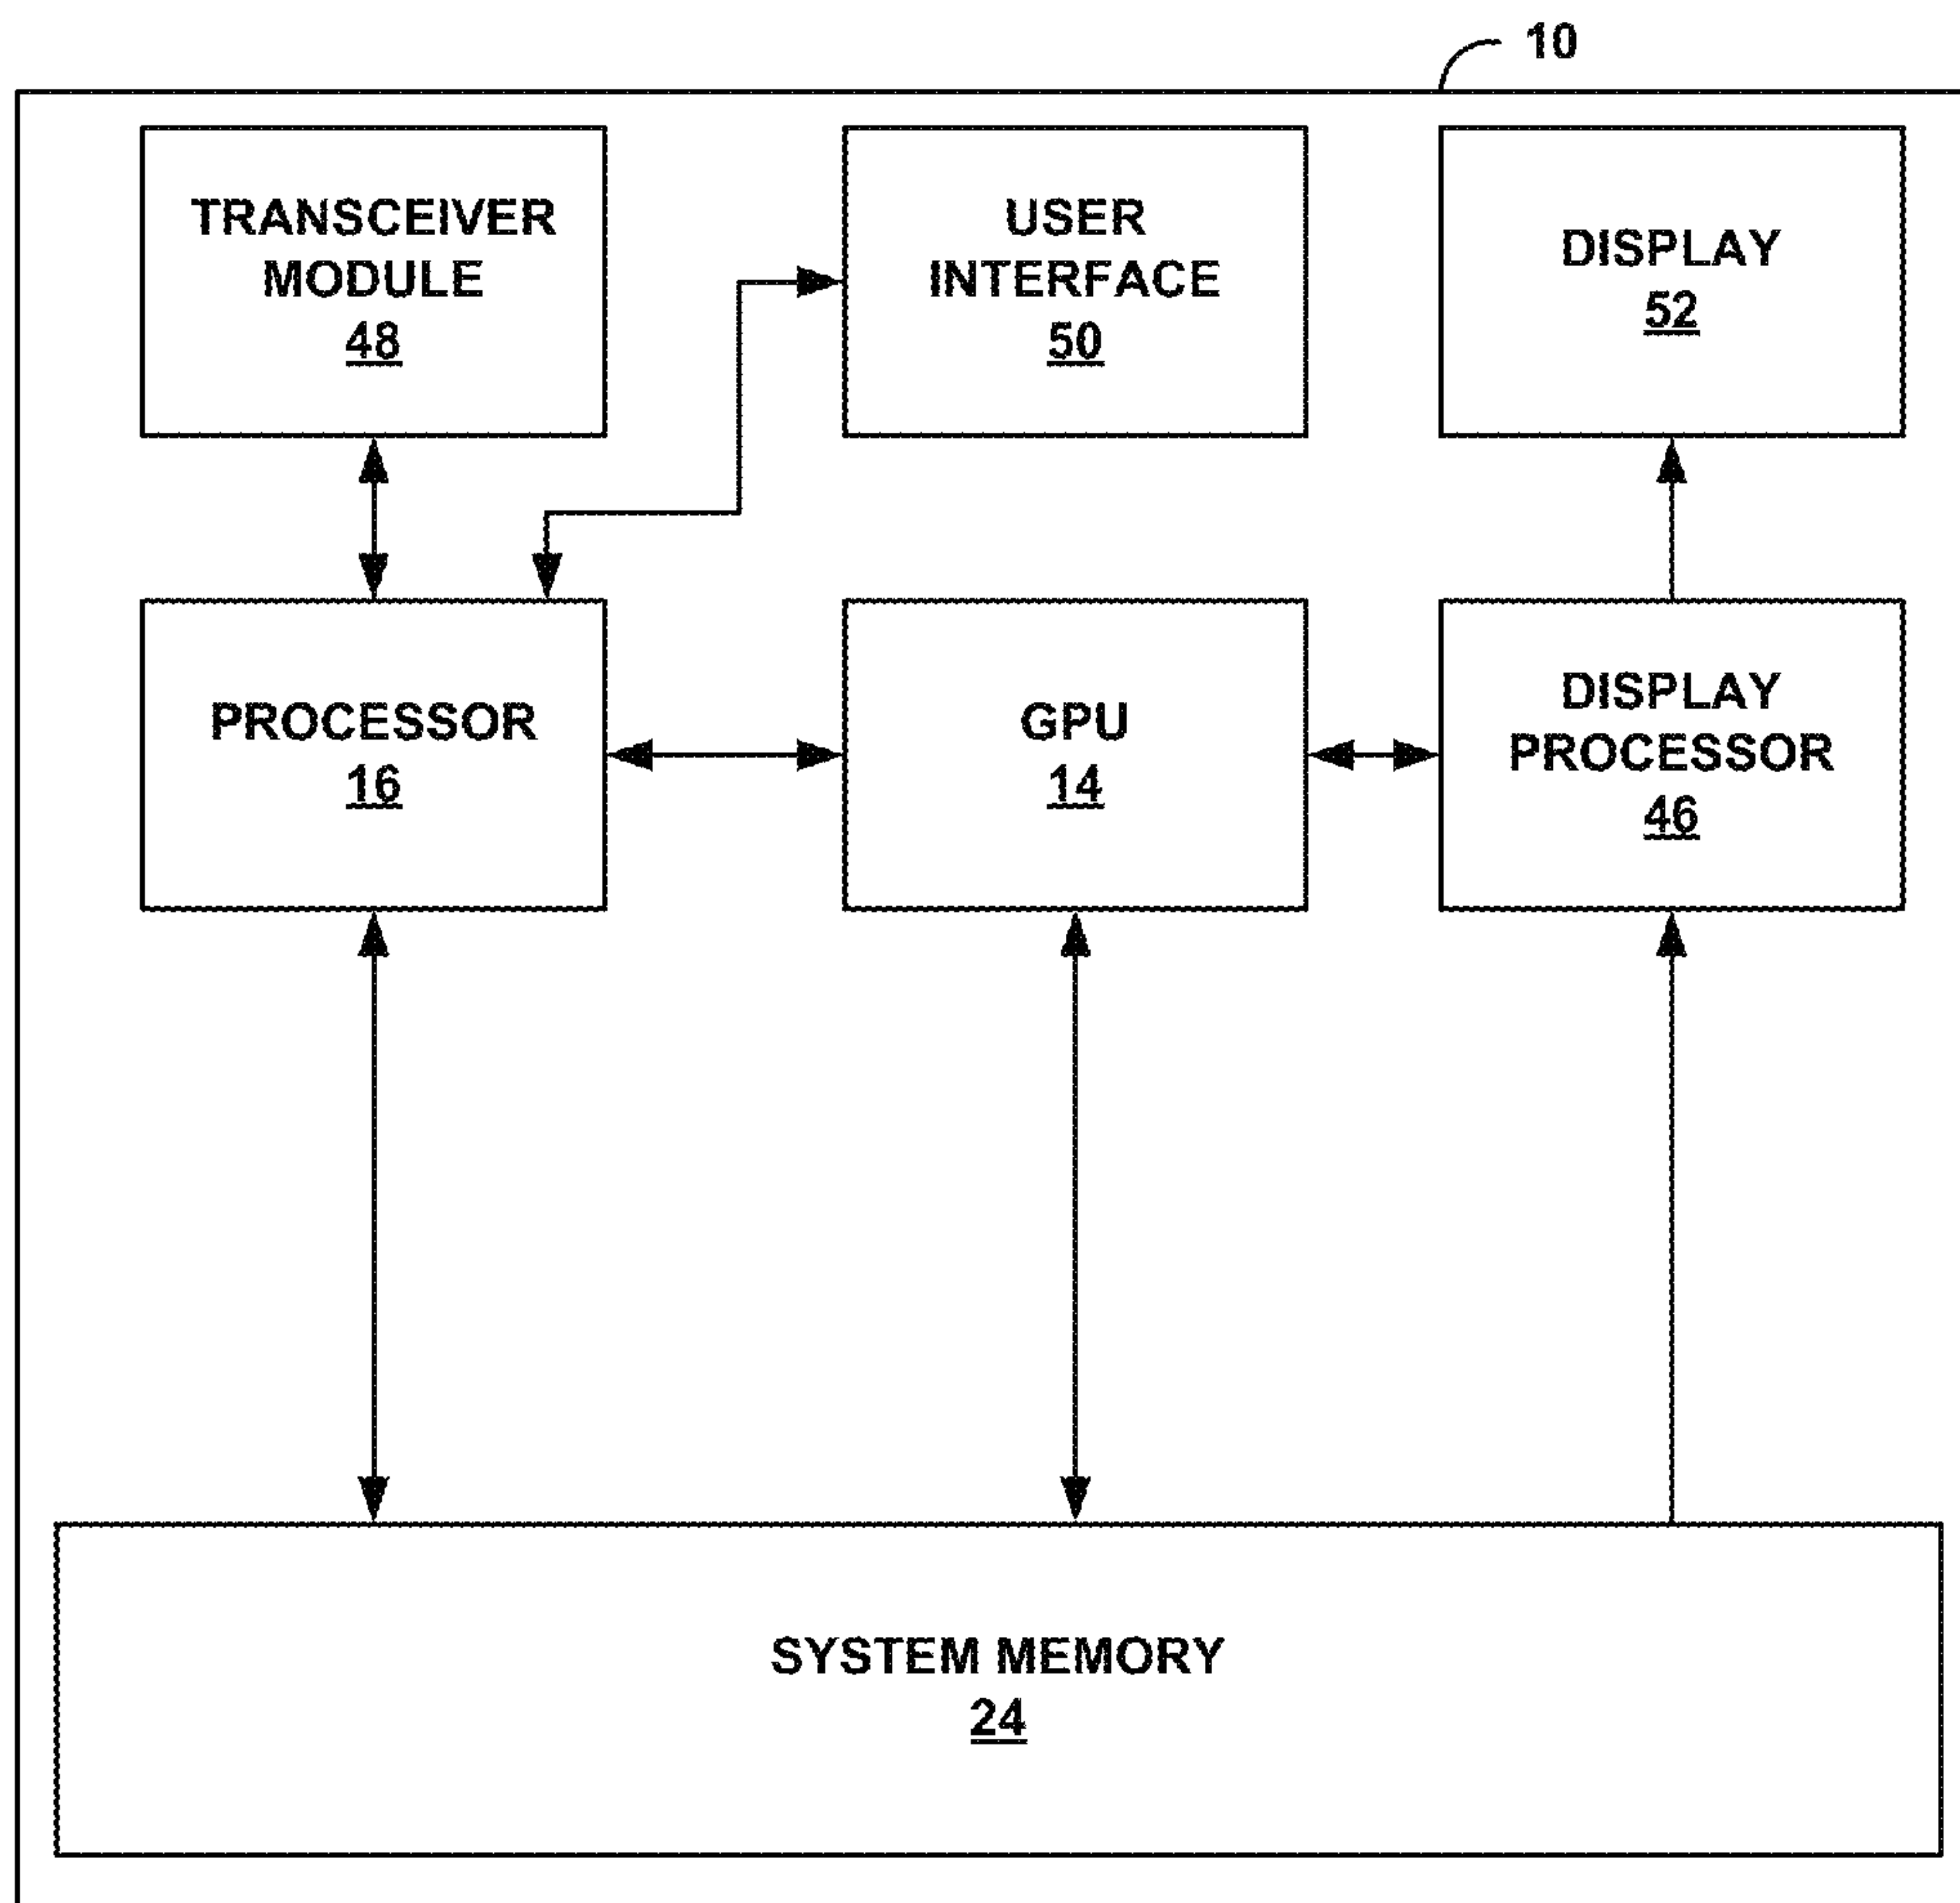 10
TRANSCEIVER
MODULE
48
USER
INTERFACE
50
DISPLAY
52
PROCESSOR
16
GPU
14
DISPLAY
PROCESSOR
46
SYSTEM MEMORY
24